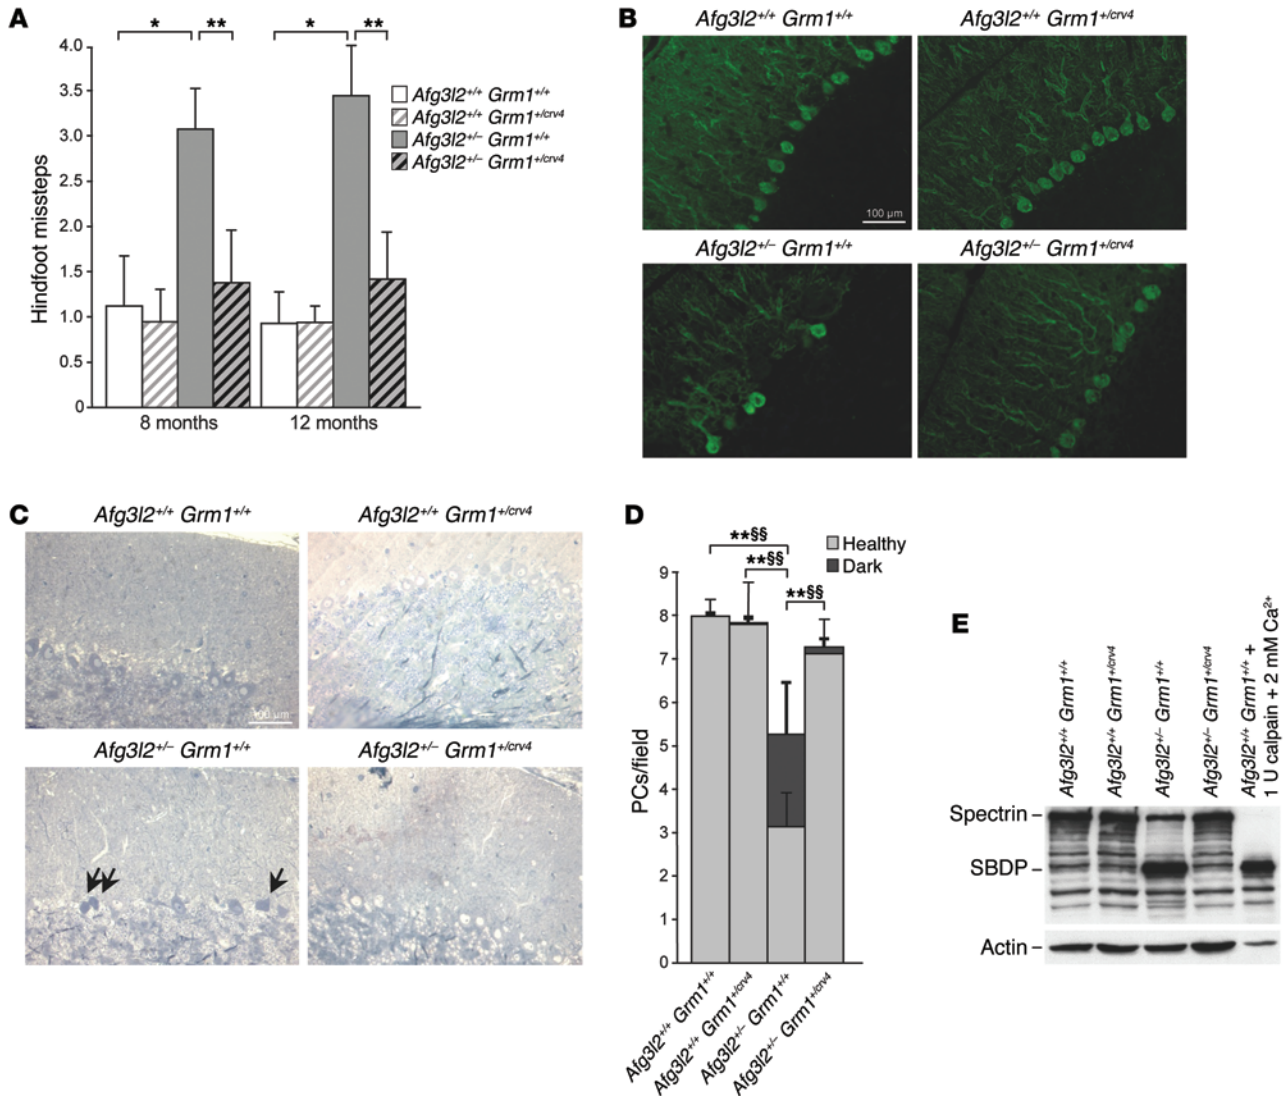 A
* ** * **
4.0
3.5
3.0
2.5
2.0
1.5
1.0
0.5
0
Hindfoot missteps
8 months 12 months
Afg3l2+/+ Grm1+/+
Afg3l2+/+ Grm1+/crv4
Afg3l2+/– Grm1+/+
Afg3l2+/– Grm1+/crv4
B
Afg3l2+/+ Grm1+/+ Afg3l2+/+ Grm1+/crv4
100 µm
Afg3l2+/– Grm1+/+ Afg3l2+/– Grm1+/crv4
C
Afg3l2+/+ Grm1+/+ Afg3l2+/+ Grm1+/crv4
100 µm
Afg3l2+/– Grm1+/+ Afg3l2+/– Grm1+/crv4
D
**§§
**§§
**§§
Healthy
Dark
9
8
7
6
5
4
3
2
1
0
PCs/field
Afg3l2+/+ Grm1+/+
Afg3l2+/+ Grm1+/crv4
Afg3l2+/– Grm1+/+
Afg3l2+/– Grm1+/crv4
E
Afg3l2+/+ Grm1+/+
Afg3l2+/+ Grm1+/crv4
Afg3l2+/– Grm1+/+
Afg3l2+/– Grm1+/crv4
Afg3l2+/+ Grm1+/+ +
1 U calpain + 2 mM Ca2+
Spectrin –
SBDP –
Actin –